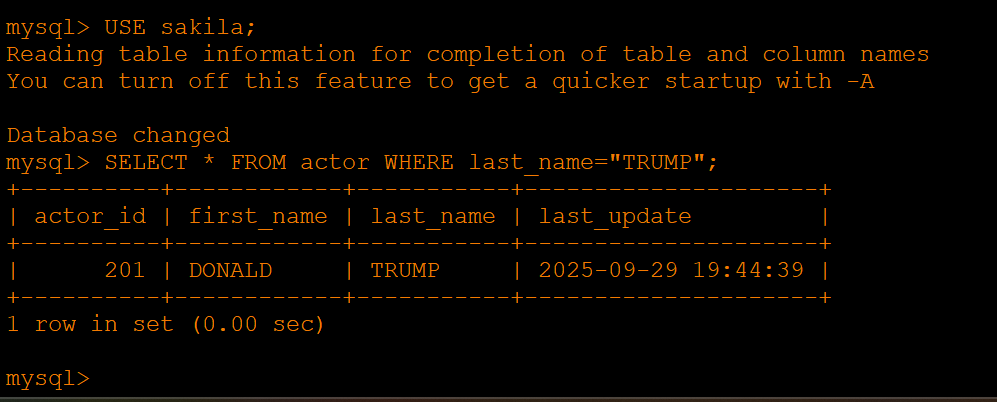 mysql> USE sakila;
Reading table information for completion of table and column names
You can turn off this feature to get a quicker startup with -A

Database changed
mysql> SELECT * FROM actor WHERE last_name="TRUMP";
+----------+------------+-----------+---------------------+
| actor_id | first_name | last_name | last_update         |
+----------+------------+-----------+---------------------+
|      201 | DONALD     | TRUMP     | 2025-09-29 19:44:39 |
+----------+------------+-----------+---------------------+
1 row in set (0.00 sec)

mysql>